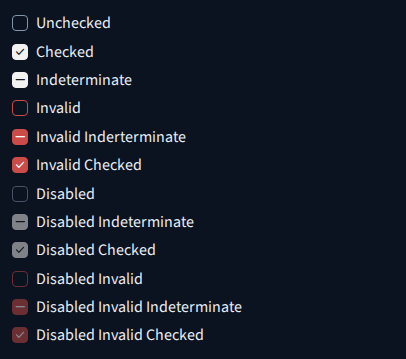 Unchecked
Checked
Indeterminate
Invalid
Invalid Inderterminate
Invalid Checked
Disabled
Disabled Indeterminate
Disabled Checked
Disabled Invalid
Disabled Invalid Indeterminate
Disabled Invalid Checked